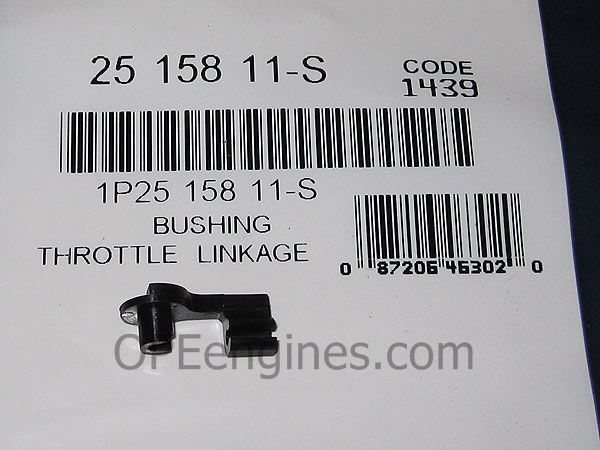 25 158 11-S
CODE
1439
1P25 158 11-S
BUSHING
THROTTLE LINKAGE
0 87206 46302 0
OPEengines.com